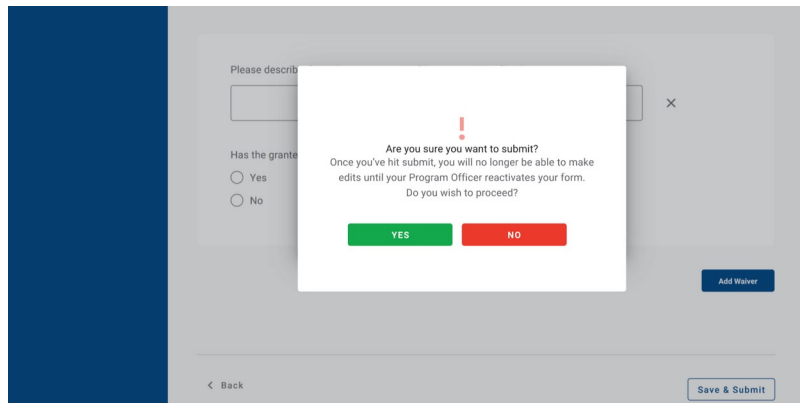 Please describ
Are you sure you want to submit?
Once you've hit submit, you will no longer be able to make
edits until your Program Officer reactivates your form.
Do you wish to proceed?
YES
NO
Has the grante
Yes
No
Add Waiver
Back
Save & Submit